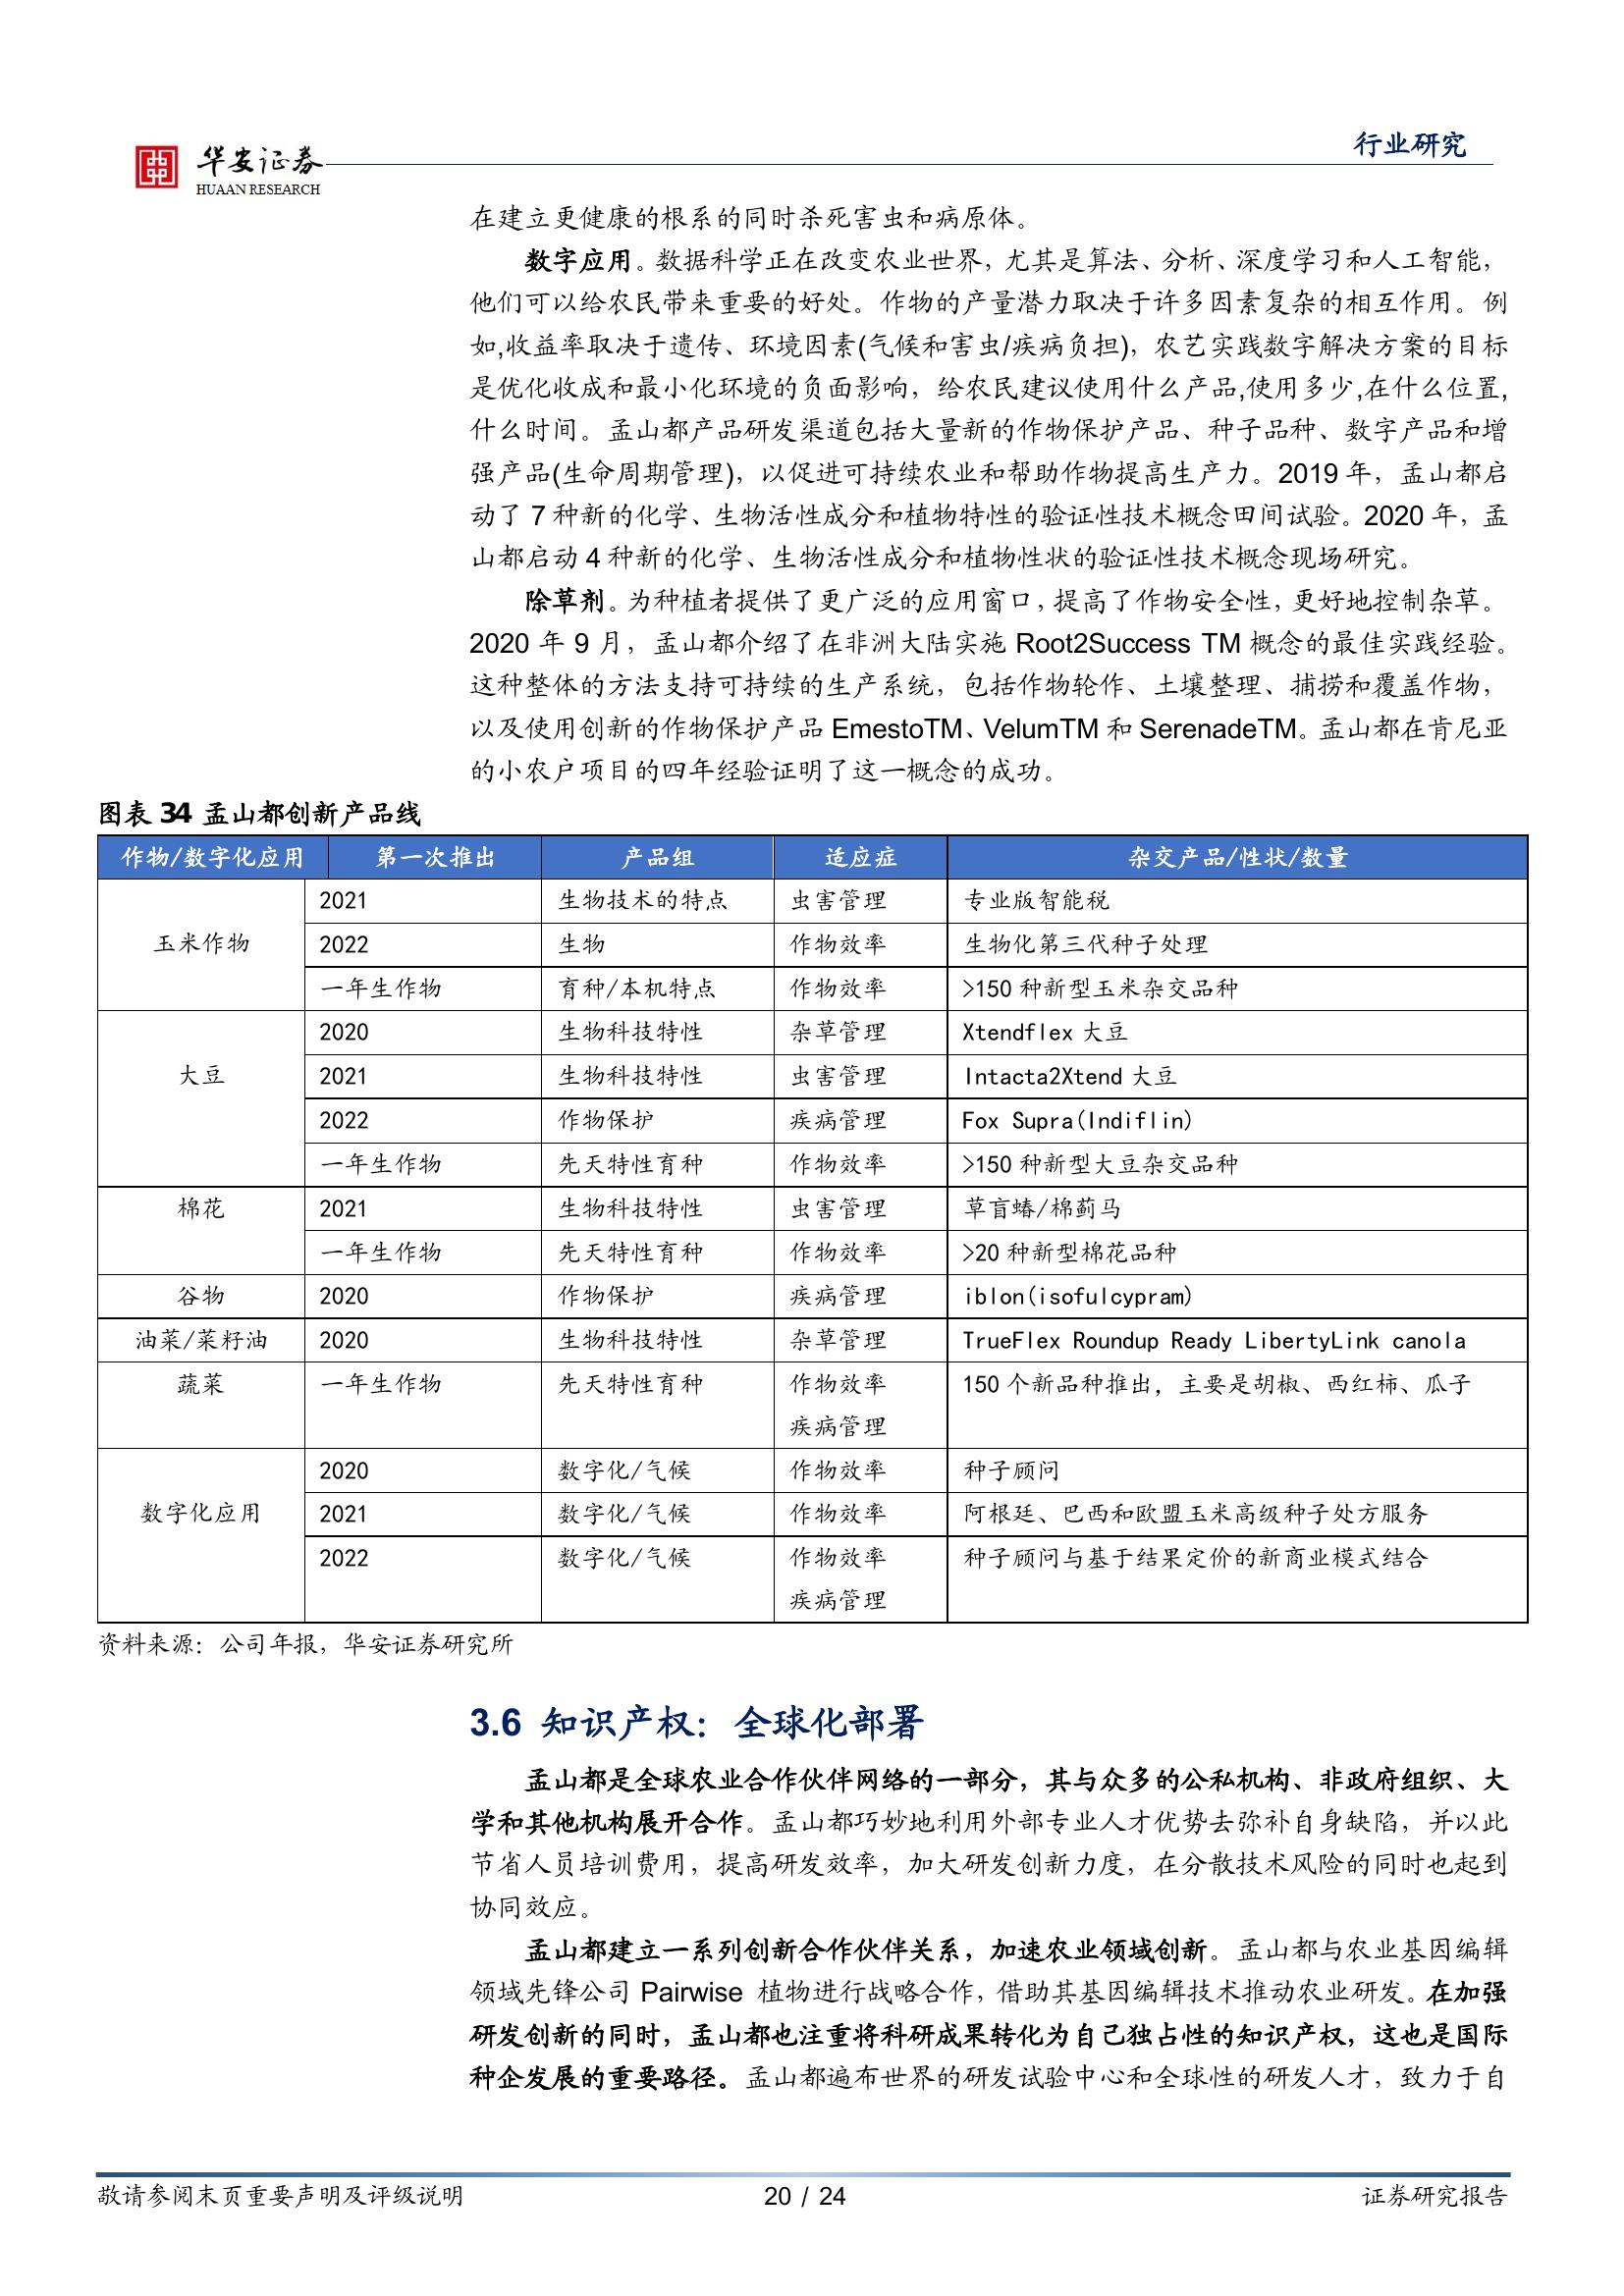 华安证券
HUAAN RESEARCH
行业研究
在建立更健康的根系的同时杀死害虫和病原体。
数字应用。数据科学正在改变农业世界，尤其是算法、分析、深度学习和人工智能，
他们可以给农民带来重要的好处。作物的产量潜力取决于许多因素复杂的相互作用。例
如,收益率取决于遗传、环境因素(气候和害虫/疾病负担)，农艺实践数字解决方案的目标
是优化收成和最小化环境的负面影响，给农民建议使用什么产品,使用多少,在什么位置,
什么时间。孟山都产品研发渠道包括大量新的作物保护产品、种子品种、数字产品和增
强产品(生命周期管理)，以促进可持续农业和帮助作物提高生产力。2019 年，孟山都启
动了 7 种新的化学、生物活性成分和植物特性的验证性技术概念田间试验。2020 年，孟
山都启动 4 种新的化学、生物活性成分和植物性状的验证性技术概念现场研究。
除草剂。为种植者提供了更广泛的应用窗口，提高了作物安全性，更好地控制杂草。
2020 年 9 月，孟山都介绍了在非洲大陆实施 Root2Success TM 概念的最佳实践经验。
这种整体的方法支持可持续的生产系统，包括作物轮作、土壤整理、捕捞和覆盖作物，
以及使用创新的作物保护产品 EmestoTM、VelumTM 和 SerenadeTM。孟山都在肯尼亚
的小农户项目的四年经验证明了这一概念的成功。
图表 34 孟山都创新产品线
作物/数字化应用 第一次推出 产品组 适应症 杂交产品/性状/数量
2021 生物技术的特点 虫害管理 专业版智能税
玉米作物 2022 生物 作物效率 生物化第三代种子处理
一年生作物 育种/本机特点 作物效率 >150 种新型玉米杂交品种
2020 生物科技特性 杂草管理 Xtendflex 大豆
大豆 2021 生物科技特性 虫害管理 Intacta2Xtend 大豆
2022 作物保护 疾病管理 Fox Supra(Indiflin)
一年生作物 先天特性育种 作物效率 >150 种新型大豆杂交品种
棉花 2021 生物科技特性 虫害管理 草盲蝽/棉蓟马
一年生作物 先天特性育种 作物效率 >20 种新型棉花品种
谷物 2020 作物保护 疾病管理 iblon(isofulcypram)
油菜/菜籽油 2020 生物科技特性 杂草管理 TrueFlex Roundup Ready LibertyLink canola
蔬菜 一年生作物 先天特性育种 作物效率 150 个新品种推出，主要是胡椒、西红柿、瓜子
疾病管理
2020 数字化/气候 作物效率 种子顾问
数字化应用 2021 数字化/气候 作物效率 阿根廷、巴西和欧盟玉米高级种子处方服务
2022 数字化/气候 作物效率 种子顾问与基于结果定价的新商业模式结合
疾病管理
资料来源：公司年报，华安证券研究所
3.6 知识产权：全球化部署
孟山都是全球农业合作伙伴网络的一部分，其与众多的公私机构、非政府组织、大
学和其他机构展开合作。孟山都巧妙地利用外部专业人才优势去弥补自身缺陷，并以此
节省人员培训费用，提高研发效率，加大研发创新力度，在分散技术风险的同时也起到
协同效应。
孟山都建立一系列创新合作伙伴关系，加速农业领域创新。孟山都与农业基因编辑
领域先锋公司 Pairwise 植物进行战略合作，借助其基因编辑技术推动农业研发。在加强
研发创新的同时，孟山都也注重将科研成果转化为自己独占性的知识产权，这也是国际
种企发展的重要路径。孟山都遍布世界的研发试验中心和全球性的研发人才，致力于自
敬请参阅末页重要声明及评级说明 20 / 24 证券研究报告